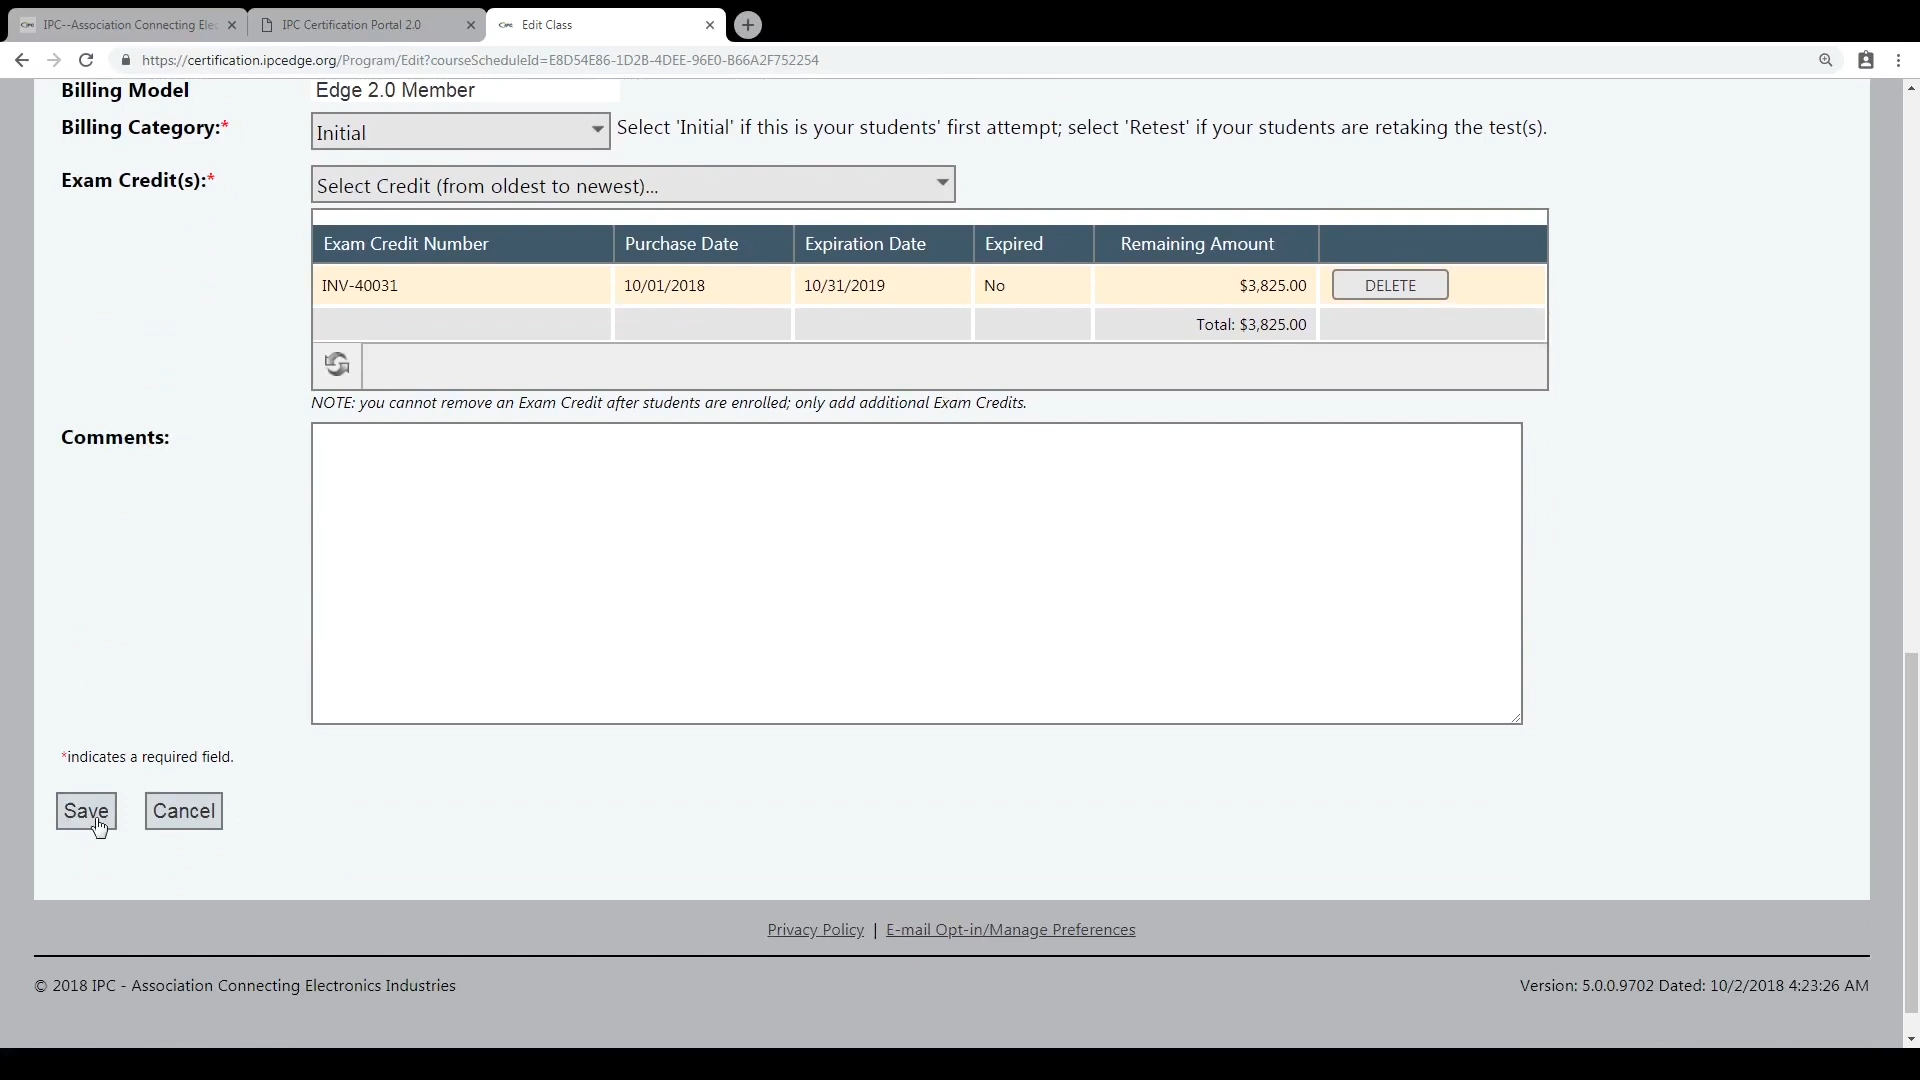 IPC--Association Connecting Elec
IPC Certification Portal 2.0
Edit Class
https://certification.ipcedge.org/Program/Edit?courseScheduleId=E8D54E86-1D2B-4DEE-96E0-B66A2F752254
Billing Model Edge 2.0 Member
Billing Category:* Initial Select 'Initial' if this is your students' first attempt; select 'Retest' if your students are retaking the test(s).
Exam Credit(s):* Select Credit (from oldest to newest)...
Exam Credit Number Purchase Date Expiration Date Expired Remaining Amount
INV-40031 10/01/2018 10/31/2019 No $3,825.00 DELETE
Total: $3,825.00
NOTE: you cannot remove an Exam Credit after students are enrolled; only add additional Exam Credits.
Comments:
*indicates a required field.
Save Cancel
Privacy Policy | E-mail Opt-in/Manage Preferences
© 2018 IPC - Association Connecting Electronics Industries Version: 5.0.0.9702 Dated: 10/2/2018 4:23:26 AM